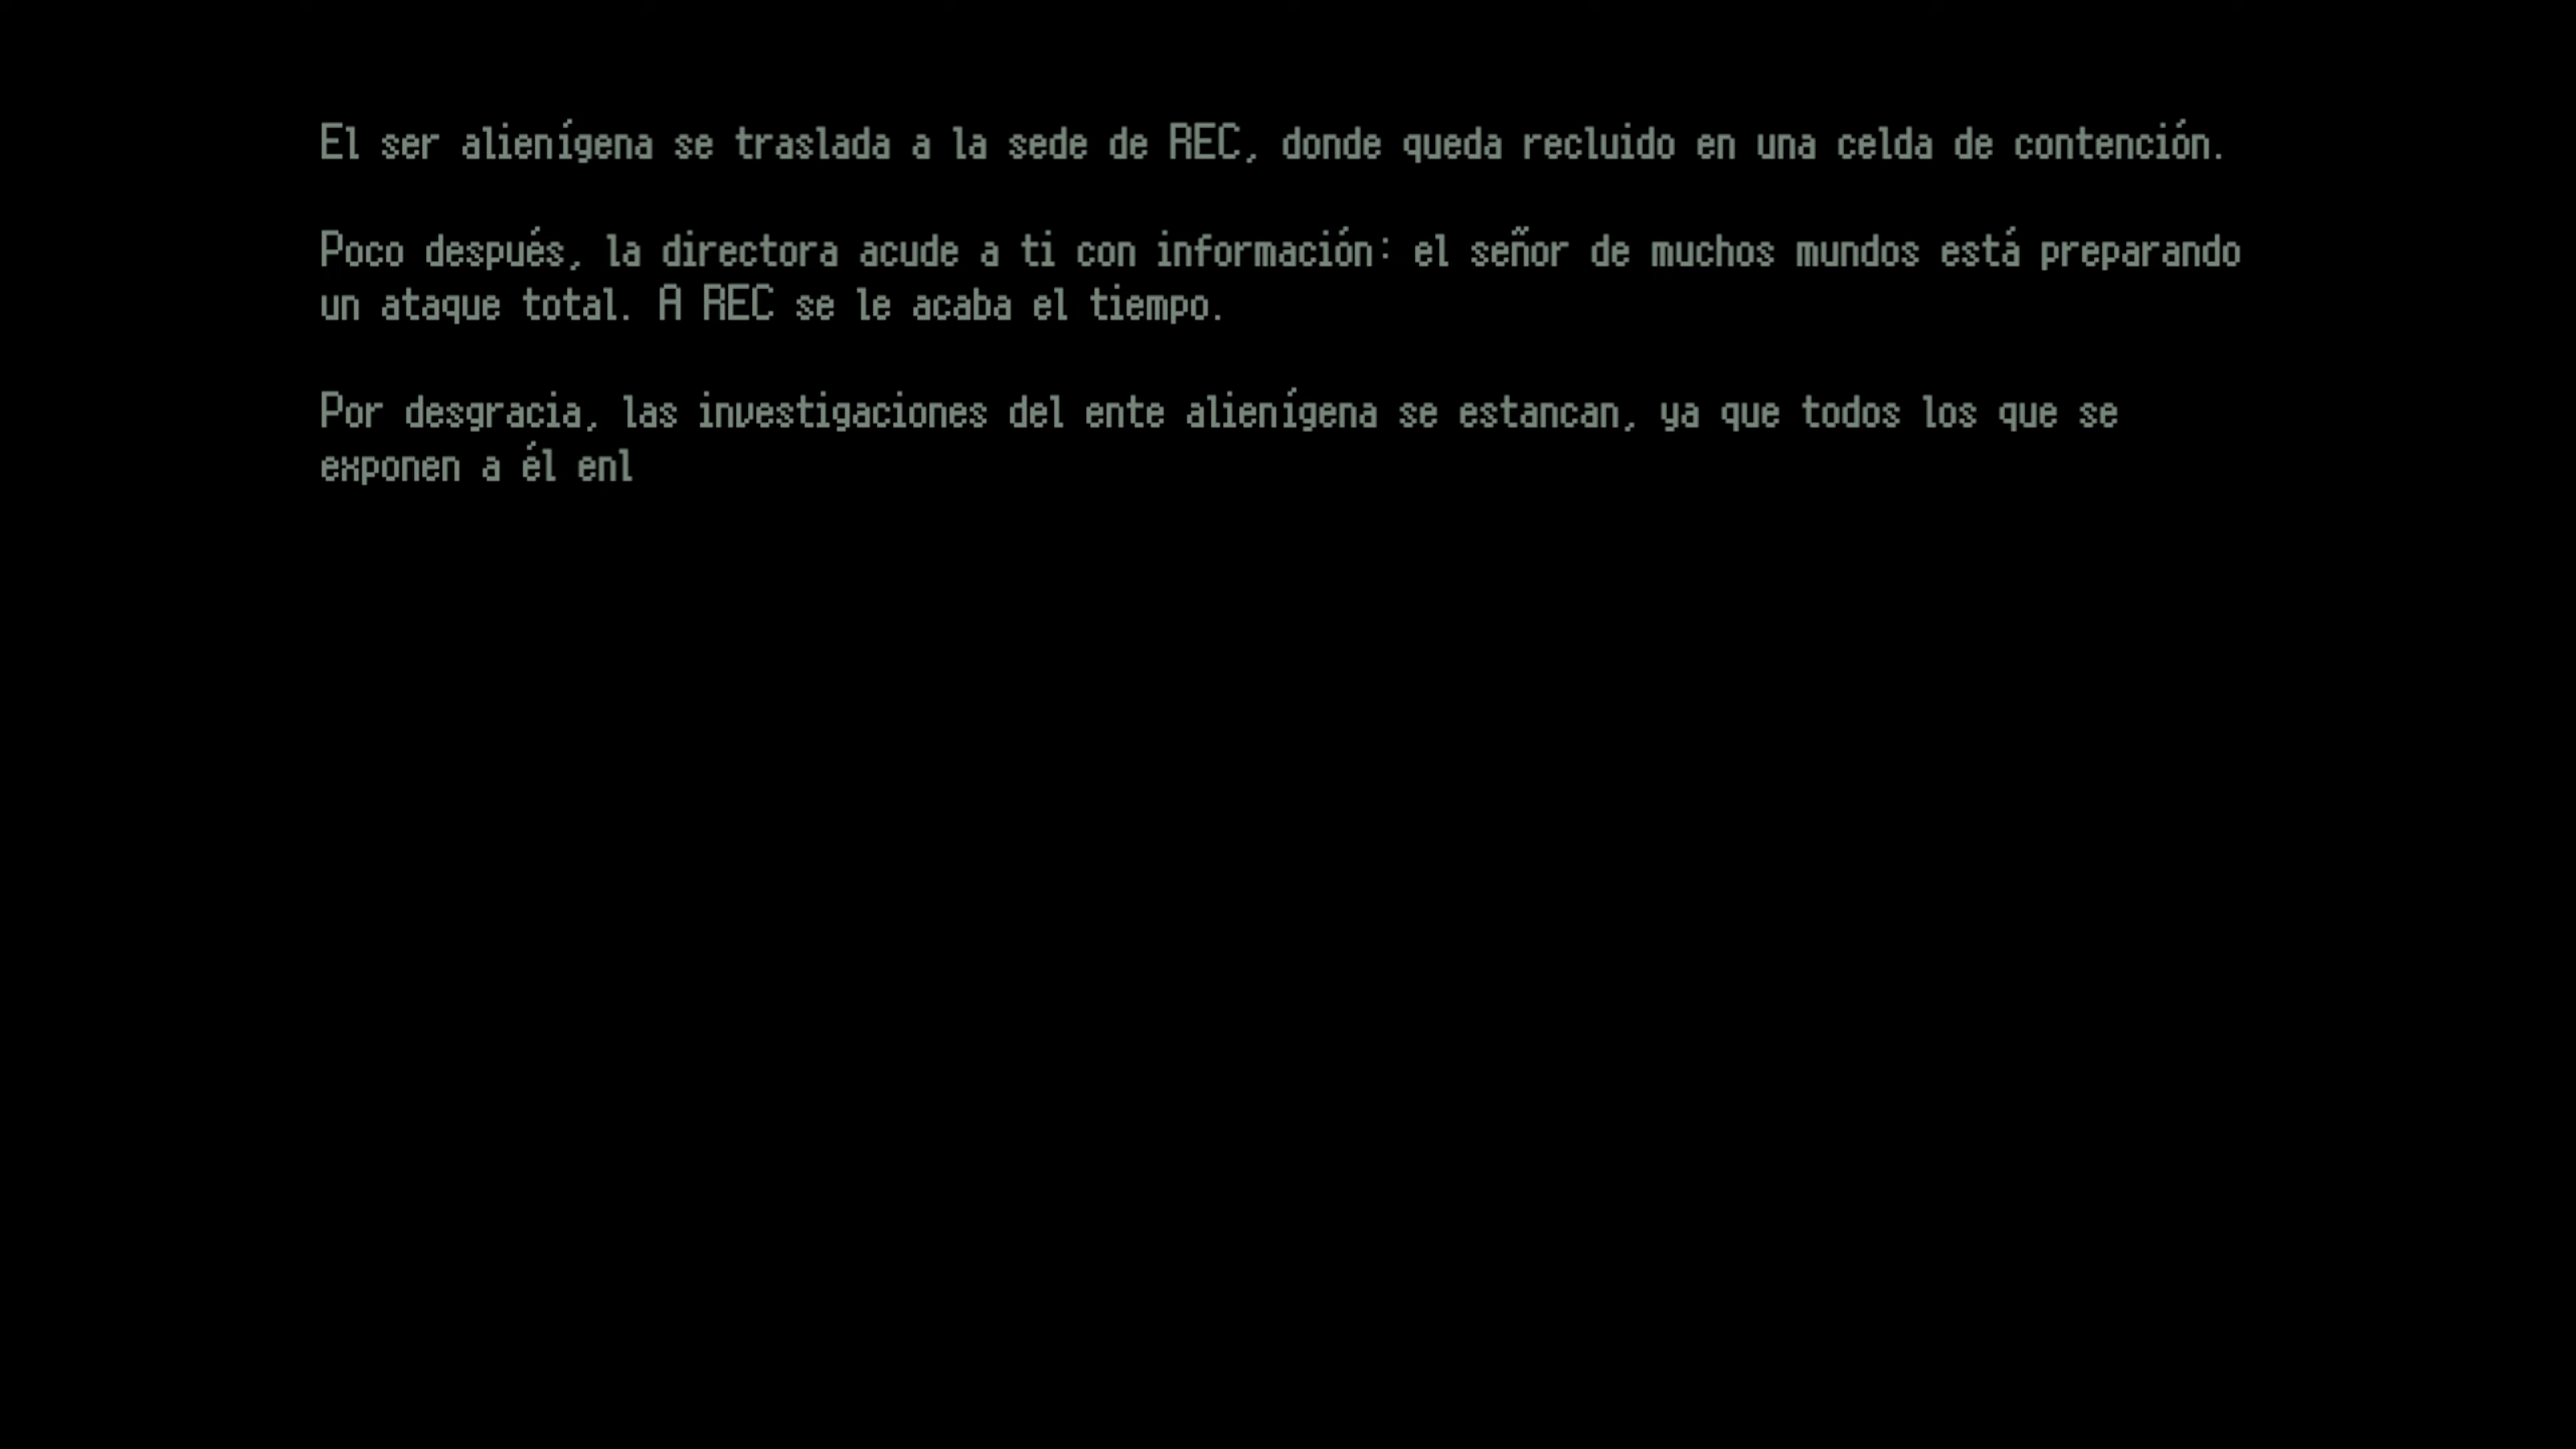 El ser alienígena se traslada a la sede de REC, donde queda recluido en una celda de contención.
Poco después, la directora acude a ti con información: el señor de muchos mundos está preparando
un ataque total. A REC se le acaba el tiempo.
Por desgracia, las investigaciones del ente alienígena se estancan, ya que todos los que se
exponen a él enl